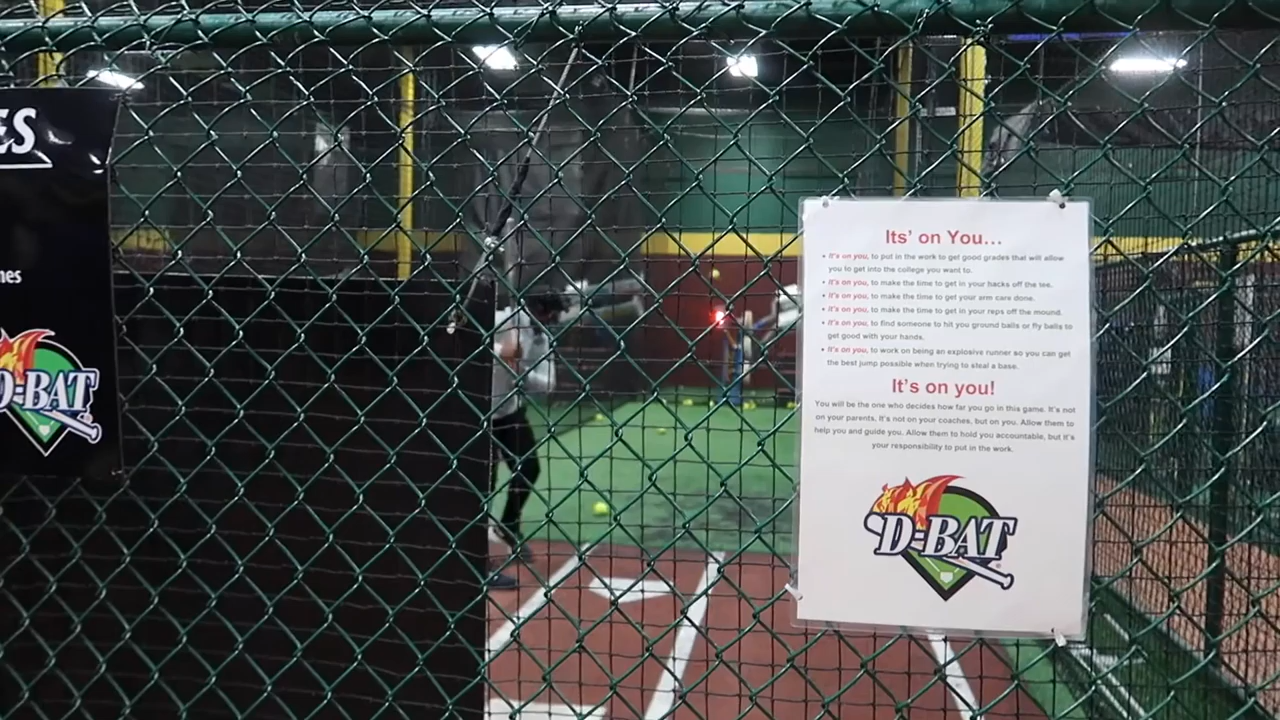 ES
nes
D-BAT
Its' on You...
• It's on you, to put in the work to get good grades that will allow
you to get into the college you want to.
• It's on you, to make the time to get in your hacks off the tee.
• It's on you, to make the time to get your arm care done.
• It's on you, to make the time to get in your reps off the mound.
• It's on you, to find someone to hit you ground balls or fly balls to
get good with your hands.
• It's on you, to work on being an explosive runner so you can get
the best jump possible when trying to steal a base.
It's on you!
You will be the one who decides how far you go in this game. It's not
on your parents, It's not on your coaches, but on you. Allow them to
help you and guide you. Allow them to hold you accountable, but it's
your responsibility to put in the work.
D-BAT